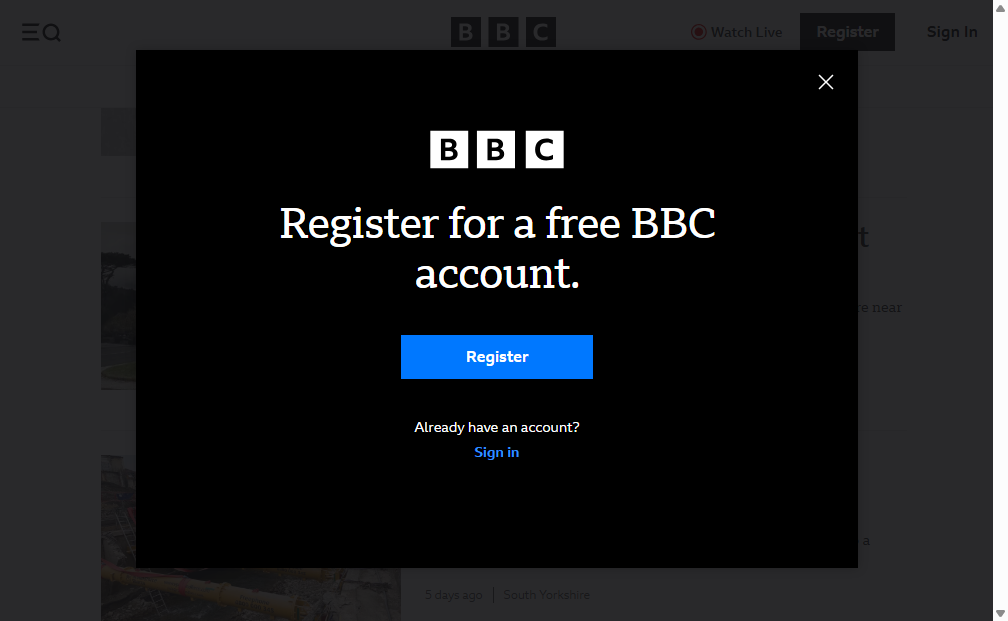 BBC
Watch Live
Register
Sign In
BBC
Register for a free BBC
account.
Register
Already have an account?
Sign in
t
re near
a
5 days ago
South Yorkshire